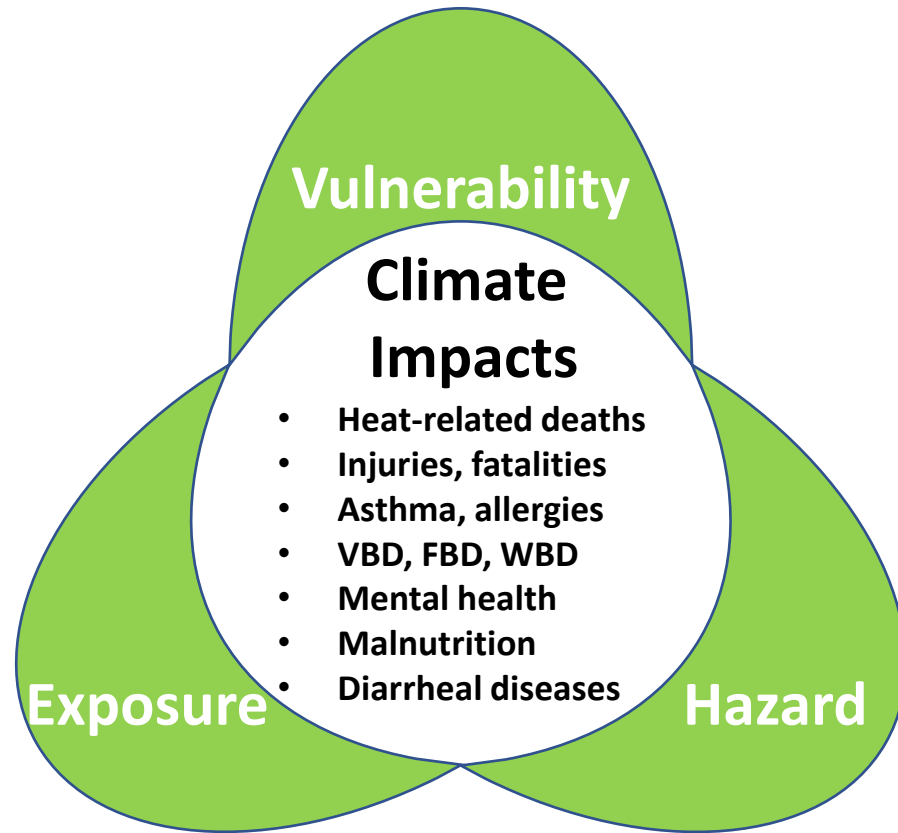 Vulnerability
Climate
Impacts
• Heat-related deaths
• Injuries, fatalities
• Asthma, allergies
• VBD, FBD, WBD
• Mental health
• Malnutrition
• Diarrheal diseases
Exposure
Hazard